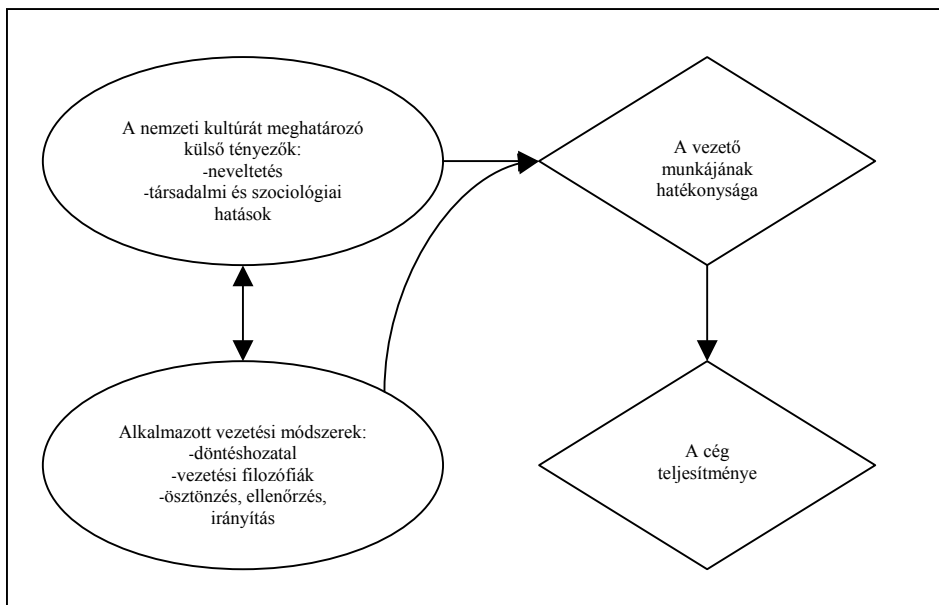 A nemzeti kultúrát meghatározó
külső tényezők:
-neveltetés
-társadalmi és szociológiai
hatások
A vezető
munkájának
hatékonysága
Alkalmazott vezetési módszerek:
-döntéshozatal
-vezetési filozófiák
-ösztönzés, ellenőrzés,
irányítás
A cég
teljesítménye